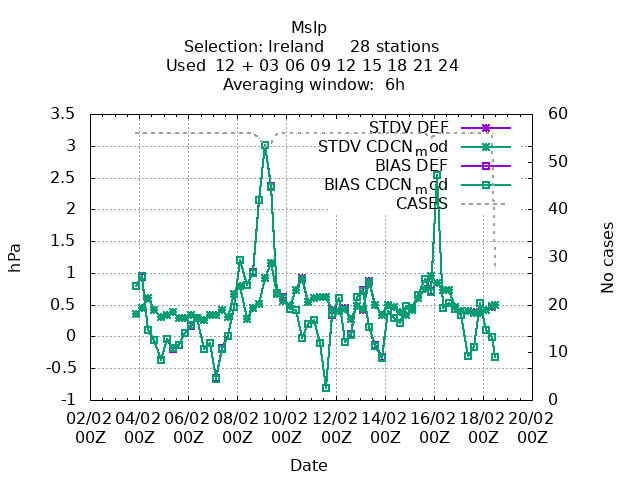 Mslp
Selection: Ireland 28 stations
Used 12 + 03 06 09 12 15 18 21 24
Averaging window: 6h
3.5
3
2.5
2
1.5
1
0.5
0
-0.5
-1
60
50
40
30
20
10
0
hPa
No cases
STDV DEF
STDV CDCN_mod
BIAS DEF
BIAS CDCN_mod
CASES
02/02 04/02 06/02 08/02 10/02 12/02 14/02 16/02 18/02 20/02
00Z 00Z 00Z 00Z 00Z 00Z 00Z 00Z 00Z 00Z
Date